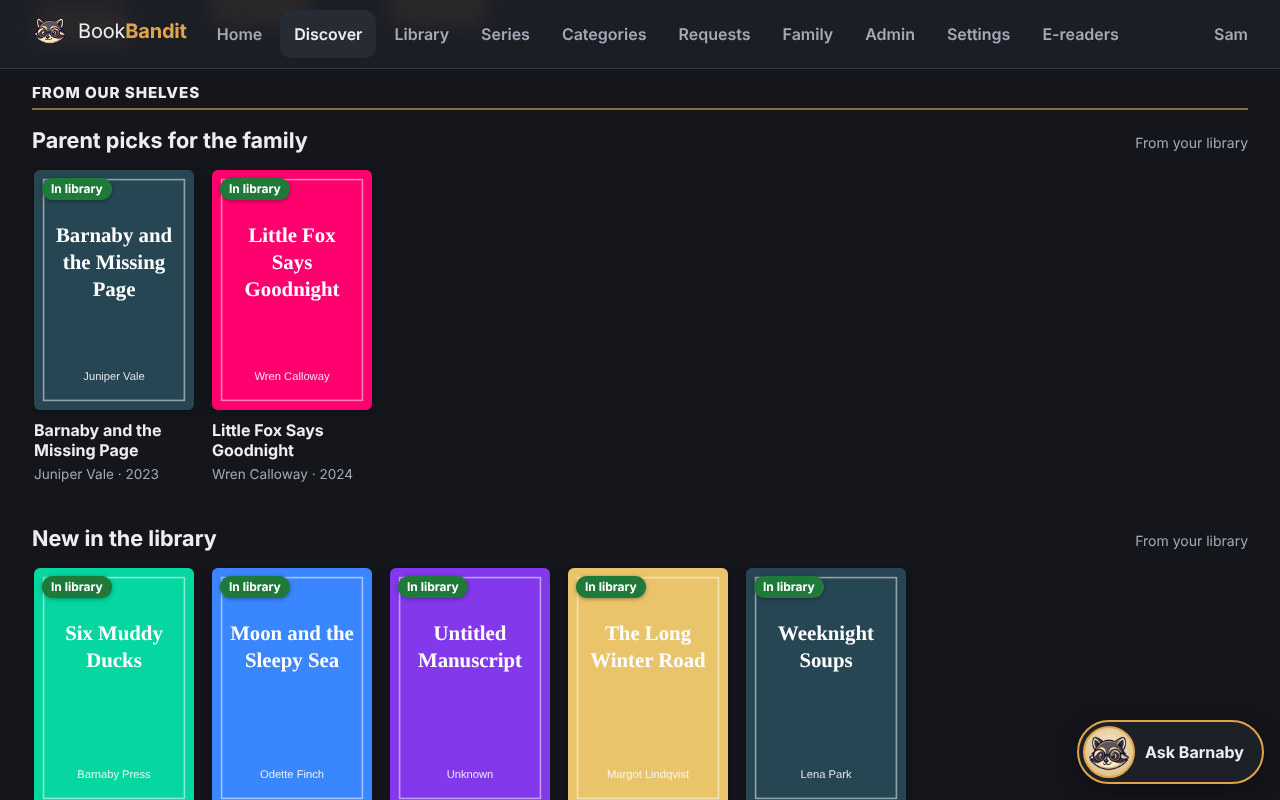 BookBandit
Home
Discover
Library
Series
Categories
Requests
Family
Admin
Settings
E-readers
Sam
FROM OUR SHELVES
Parent picks for the family
From your library
In library
Barnaby and
the Missing
Page
Juniper Vale
Barnaby and the
Missing Page
Juniper Vale · 2023
In library
Little Fox
Says
Goodnight
Wren Calloway
Little Fox Says
Goodnight
Wren Calloway · 2024
New in the library
From your library
In library
Six Muddy
Ducks
Barnaby Press
In library
Moon and the
Sleepy Sea
Odette Finch
In library
Untitled
Manuscript
Unknown
In library
The Long
Winter Road
Margot Lindqvist
In library
Weeknight
Soups
Lena Park
Ask Barnaby